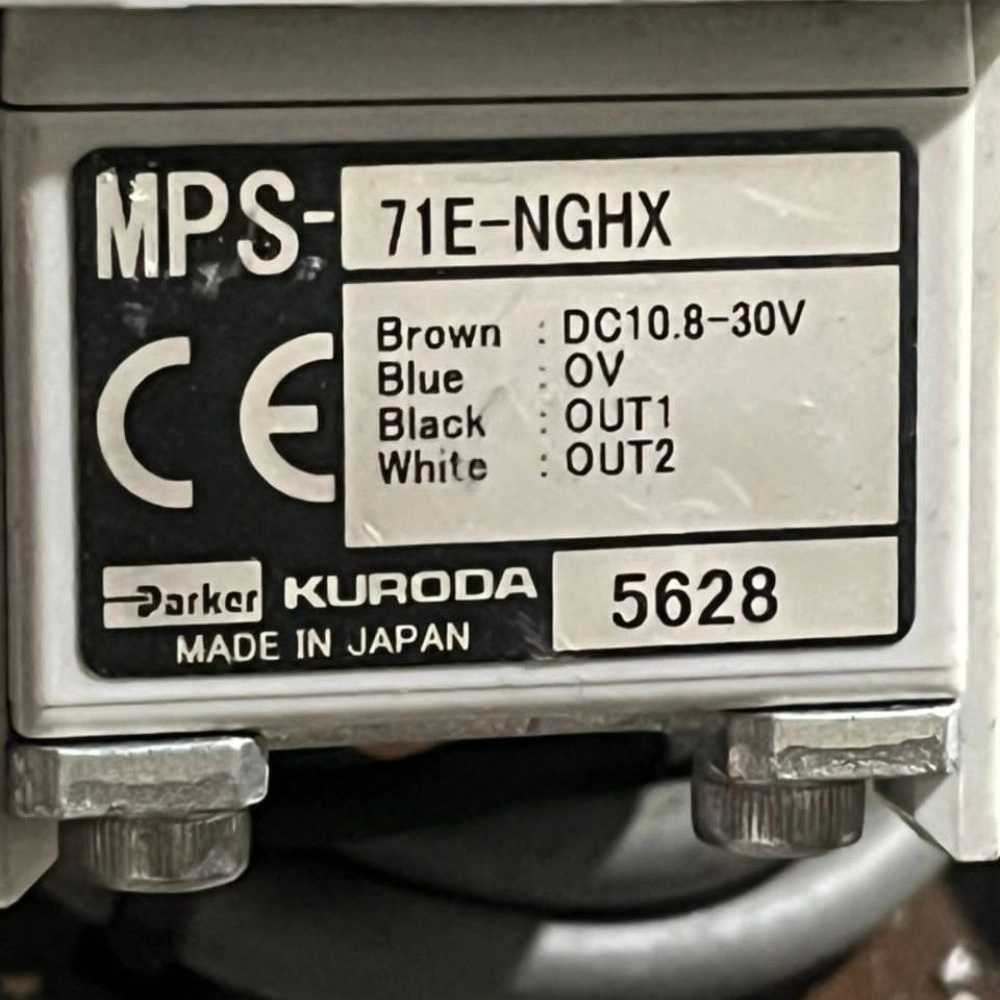 MPS- 71E-NGHX
CE
Brown : DC10.8-30V
Blue : 0V
Black : OUT1
White : OUT2
Parker KURODA 5628
MADE IN JAPAN